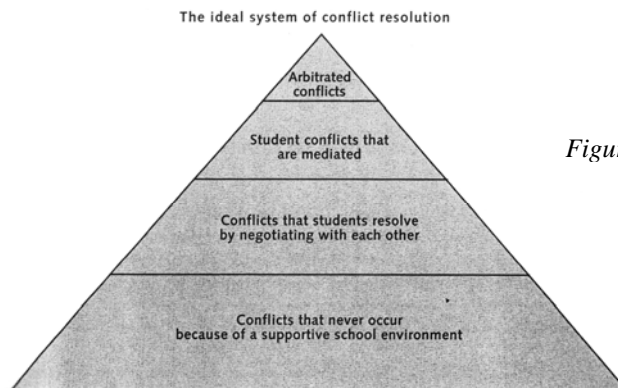 The ideal system of conflict resolution
Arbitrated
conflicts
Student conflicts that
are mediated
Figur
Conflicts that students resolve
by negotiating with each other
Conflicts that never occur
because of a supportive school environment